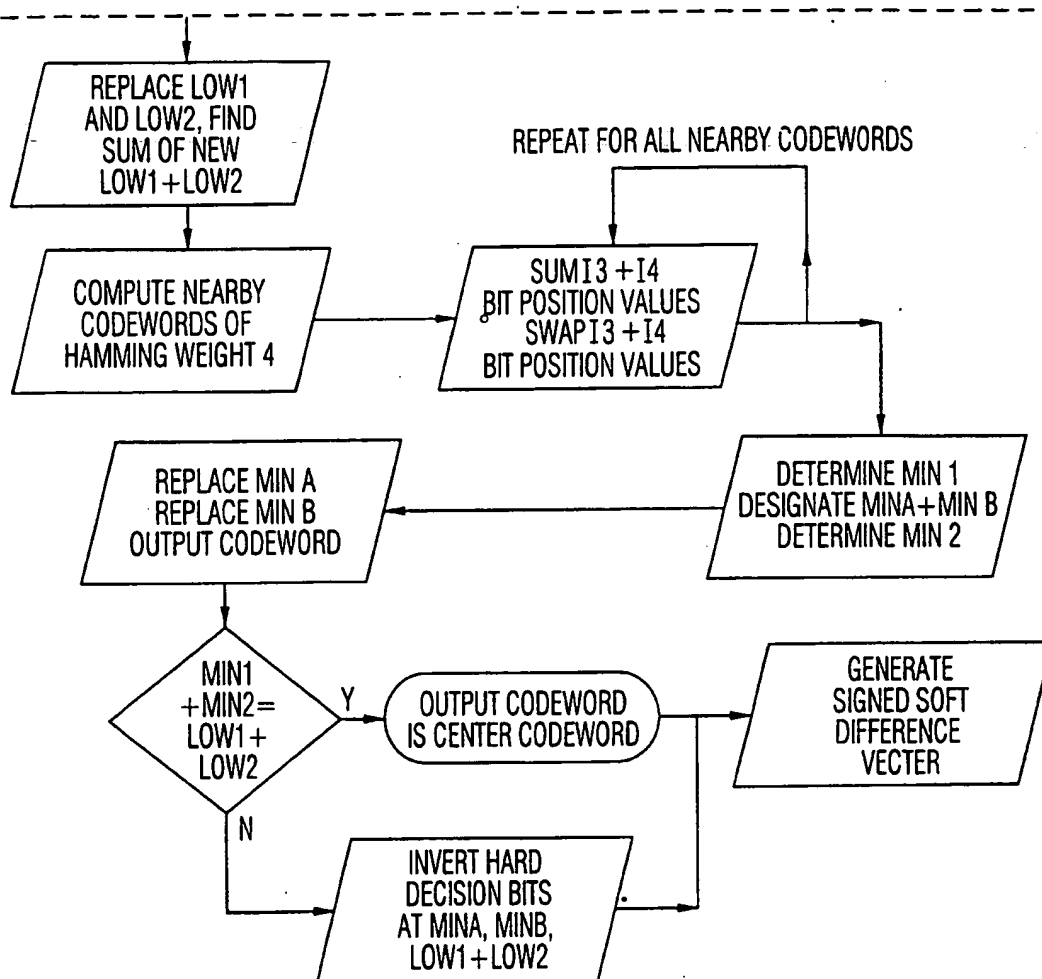 REPLACE LOW1
AND LOW2, FIND
SUM OF NEW
LOW1+LOW2
REPEAT FOR ALL NEARBY CODEWORDS
COMPUTE NEARBY
CODEWORDS OF
HAMMING WEIGHT 4
SUM I3 + I4
BIT POSITION VALUES
SWAP I3 + I4
BIT POSITION VALUES
DETERMINE MIN 1
DESIGNATE MINA+MIN B
DETERMINE MIN 2
REPLACE MIN A
REPLACE MIN B
OUTPUT CODEWORD
MIN1
+MIN2=
LOW1+
LOW2
Y
N
OUTPUT CODEWORD
IS CENTER CODEWORD
GENERATE
SIGNED SOFT
DIFFERENCE
VECTER
INVERT HARD
DECISION BITS
AT MINA, MINB,
LOW1+LOW2